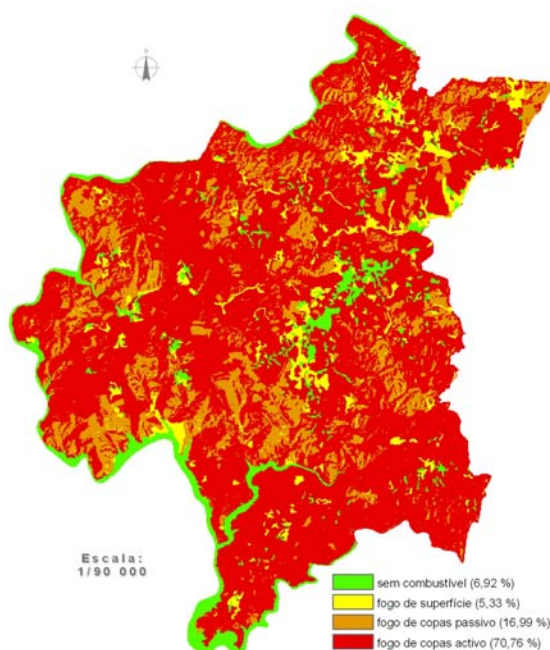 N
Escala:
1/90 000
sem combustível (6,92 %)
fogo de superfície (5,33 %)
fogo de copas passivo (16,99 %)
fogo de copas activo (70,76 %)